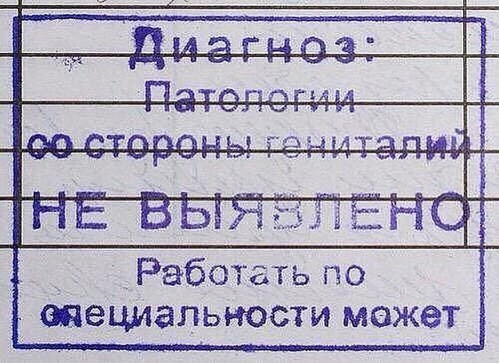 Диагноз:
Патологии
со стороны гениталий
НЕ ВЫЯВЛЕНО
Работать по
специальности может